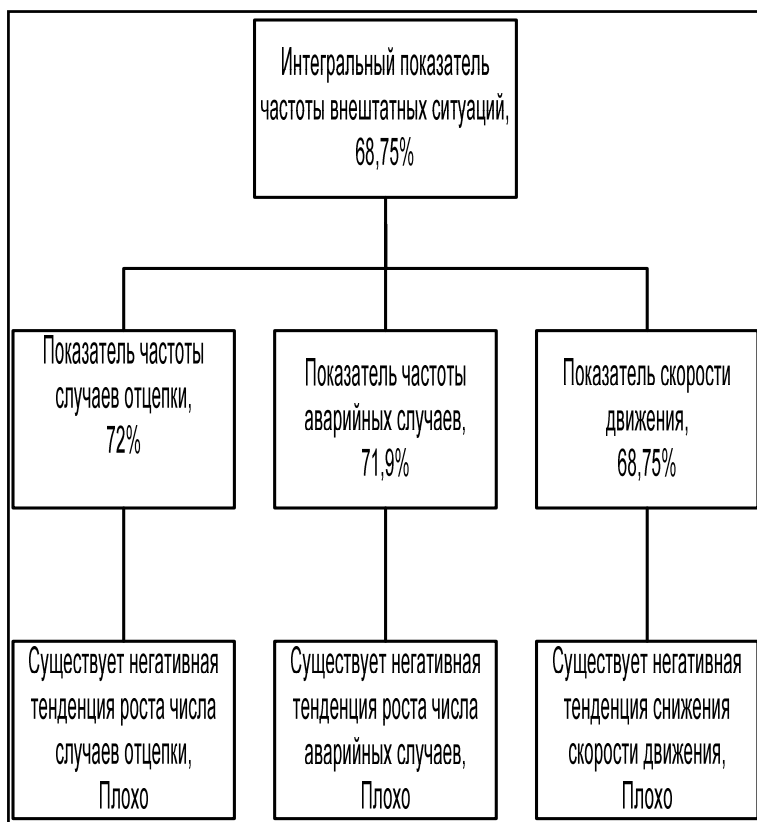 Интегральный показатель
частоты внештатных ситуаций,
68,75%
Показатель частоты
случаев отцепки,
72%
Показатель частоты
аварийных случаев,
71,9%
Показатель скорости
движения,
68,75%
Существует негативная
тенденция роста числа
случаев отцепки,
Плохо
Существует негативная
тенденция роста числа
аварийных случаев,
Плохо
Существует негативная
тенденция снижения
скорости движения,
Плохо